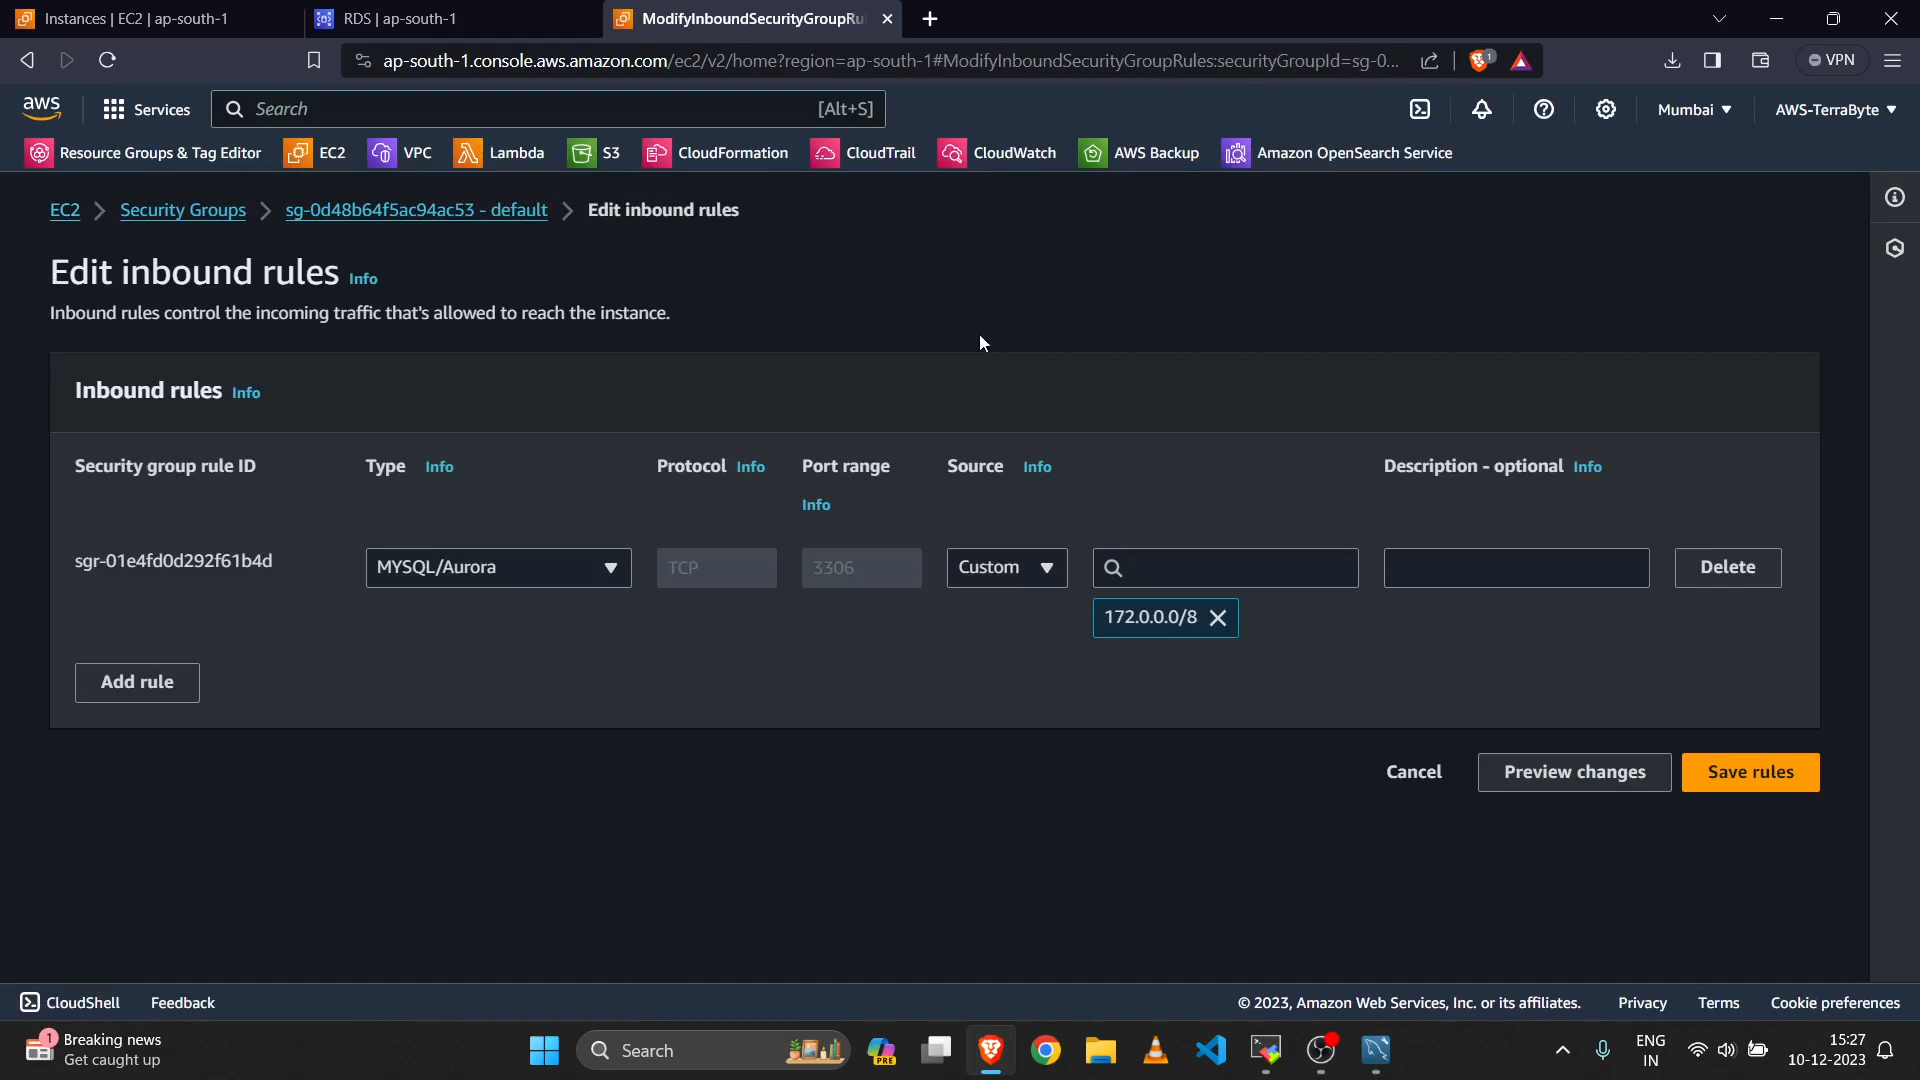 Instances | EC2 | ap-south-1
RDS | ap-south-1
ModifyInboundSecurityGroupRul
ap-south-1.console.aws.amazon.com/ec2/v2/home?region=ap-south-1#ModifyInboundSecurityGroupRules:securityGroupId=sg-0...
1
VPN
aws
Services
Search
[Alt+S]
Mumbai
AWS-TerraByte
Resource Groups & Tag Editor
EC2
VPC
Lambda
S3
CloudFormation
CloudTrail
CloudWatch
AWS Backup
Amazon OpenSearch Service
EC2
Security Groups
sg-0d48b64f5ac94ac53 - default
Edit inbound rules
Edit inbound rules Info
Inbound rules control the incoming traffic that's allowed to reach the instance.
Inbound rules Info
Security group rule ID
Type Info
Protocol Info
Port range
Info
Source Info
Description - optional Info
sgr-01e4fd0d292f61b4d
MYSQL/Aurora
TCP
3306
Custom
Delete
172.0.0.0/8
Add rule
Cancel
Preview changes
Save rules
CloudShell
Feedback
© 2023, Amazon Web Services, Inc. or its affiliates.
Privacy
Terms
Cookie preferences
1
Breaking news
Get caught up
Search
PRE
ENG
IN
15:27
10-12-2023